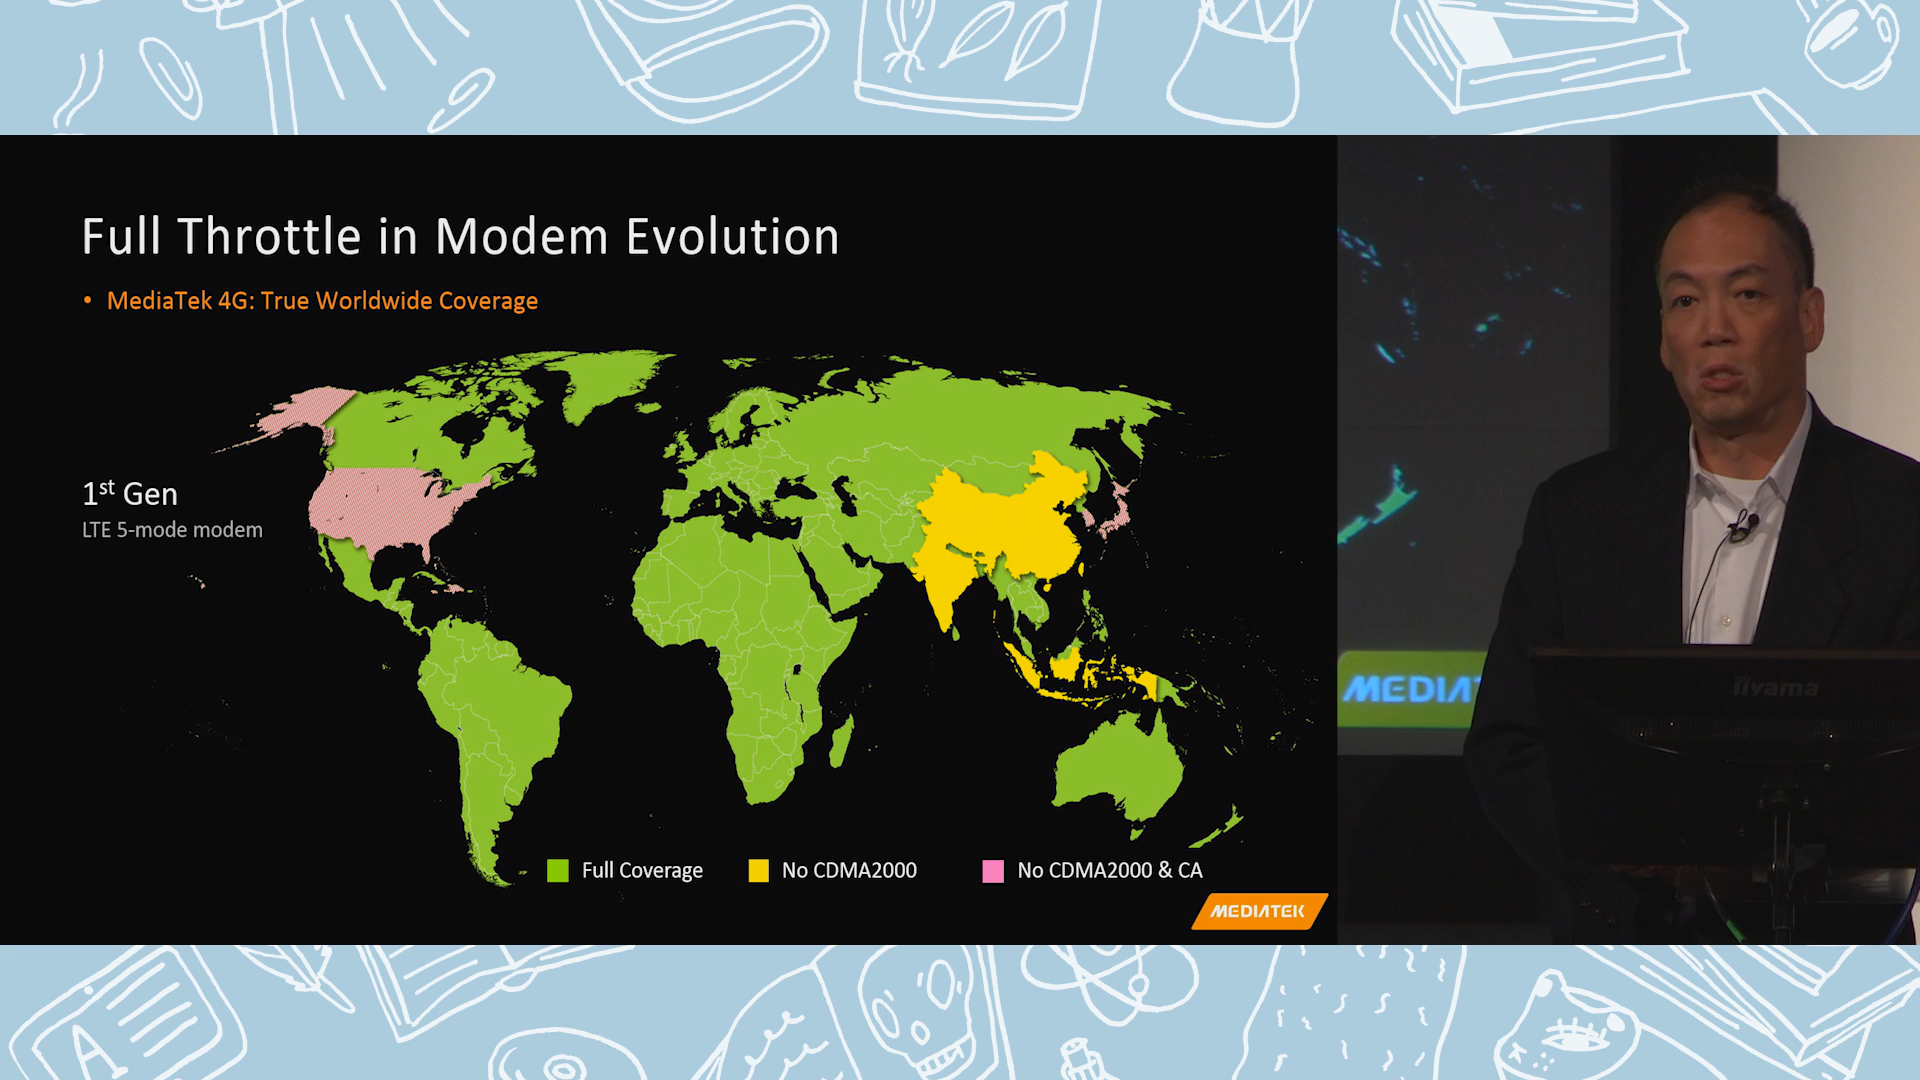 Full Throttle in Modem Evolution
• MediaTek 4G: True Worldwide Coverage
1st Gen
LTE 5-mode modem
Full Coverage
No CDMA2000
No CDMA2000 & CA
MEDIATEK
MEDIAT
iiyama
A